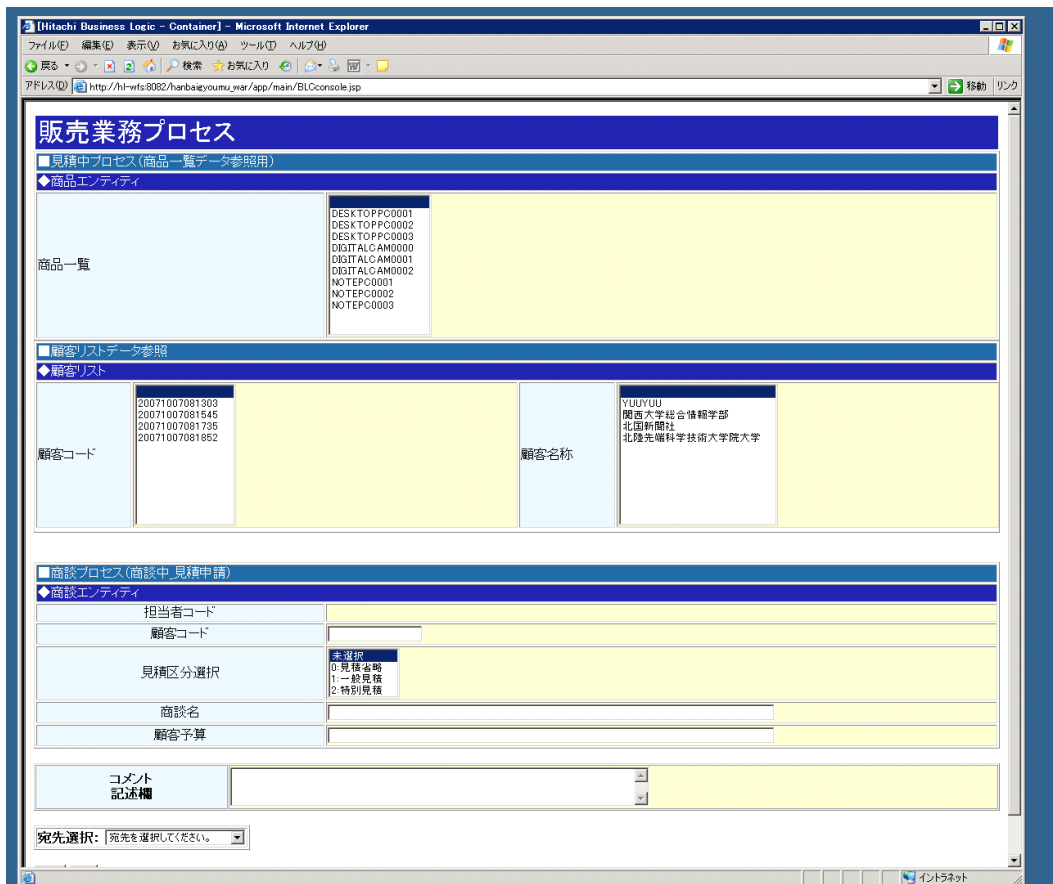 [Hitachi Business Logic - Container] - Microsoft Internet Explorer
ファイル(F) 編集(E) 表示(V) お気に入り(A) ツール(T) ヘルプ(H)
戻る 検索 お気に入り
アドレス(D) http://hl-wfs:8082/hanbaigyoumu_war/app/main/BLCconsole.jsp 移動 リンク
販売業務プロセス
■見積中プロセス(商品一覧データ参照用)
◆商品エンティティ
商品一覧
DESKTOPPC0001
DESKTOPPC0002
DESKTOPPC0003
DIGITALCAM0000
DIGITALCAM0001
DIGITALCAM0002
NOTEPC0001
NOTEPC0002
NOTEPC0003
■顧客リストデータ参照
◆顧客リスト
顧客コード
20071007081303
20071007081545
20071007081735
20071007081852
顧客名称
YUUYUU
関西大学総合情報学部
北国新聞社
北陸先端科学技術大学院大学
■商談プロセス(商談中_見積申請)
◆商談エンティティ
担当者コード
顧客コード
見積区分選択
未選択
0:見積省略
1:一般見積
2:特別見積
商談名
顧客予算
コメント
記述欄
宛先選択: 宛先を選択してください。
イントラネット